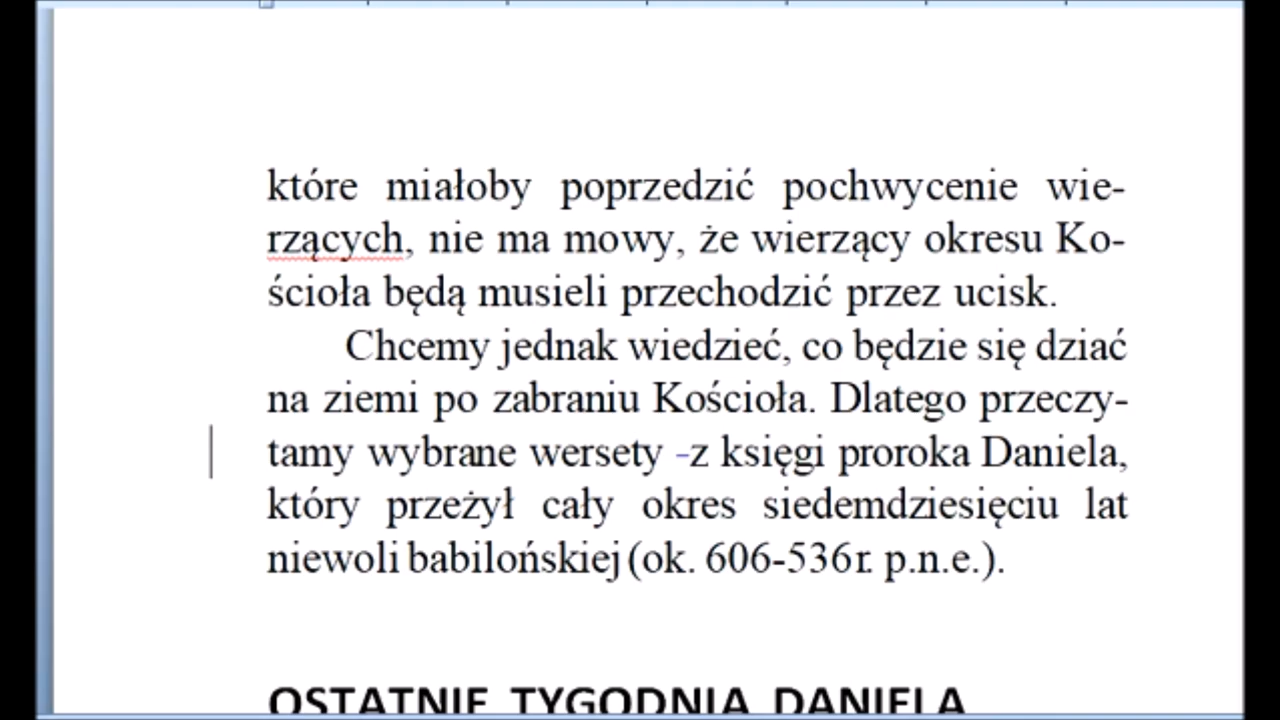 które miałoby poprzedzić pochwycenie wie-
rzących, nie ma mowy, że wierzący okresu Ko-
ścioła będą musieli przechodzić przez ucisk.
Chcemy jednak wiedzieć, co będzie się dziać
na ziemi po zabraniu Kościoła. Dlatego przeczy-
tamy wybrane wersety -z księgi proroka Daniela,
który przeżył cały okres siedemdziesięciu lat
niewoli babilońskiej (ok. 606-536r. p.n.e.).
OSTATNIE TYGODNIA DANIELA